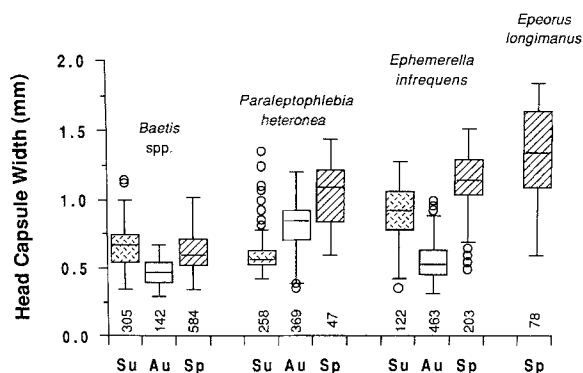 Epeorus
longimanus
Ephemerella
infrequens
Paraleptophlebia
heteronea
Baetis
spp.
Head Capsule Width (mm)
2.0
1.5
1.0
0.5
0.0
305 142 584 258 369 47 122 463 203 78
Su Au Sp Su Au Sp Su Au Sp Sp